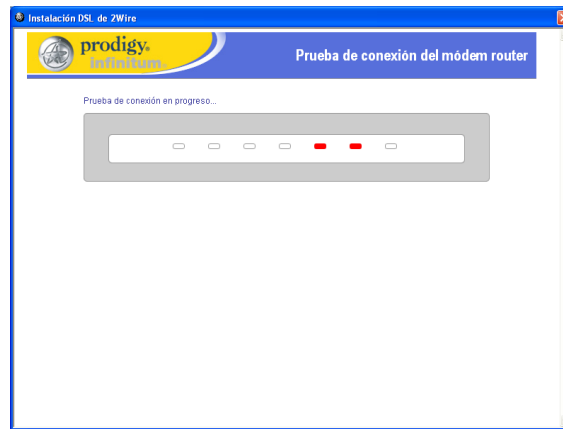 Instalación DSL de 2Wire
prodigy.
infinitum.
Prueba de conexión del módem router
Prueba de conexión en progreso...